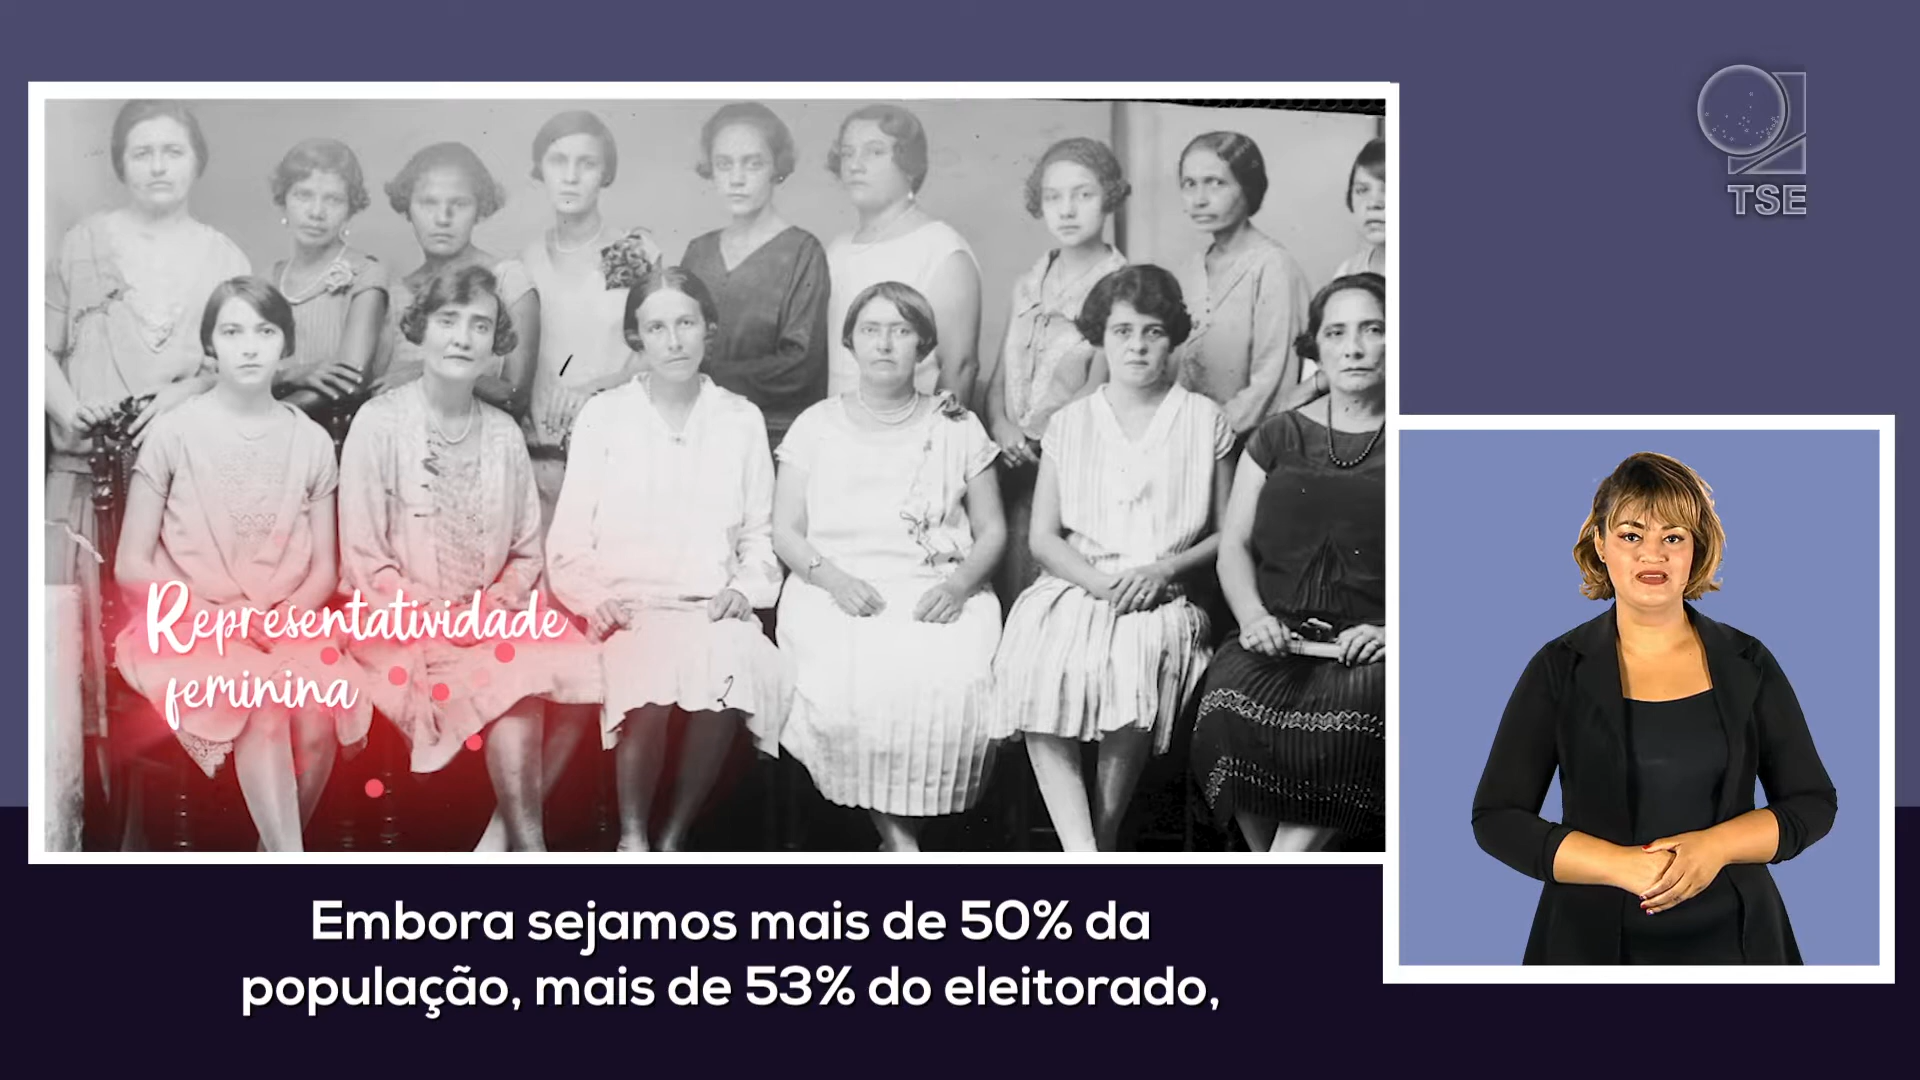 TSE
Representatividade
feminina
Embora sejamos mais de 50% da
população, mais de 53% do eleitorado,